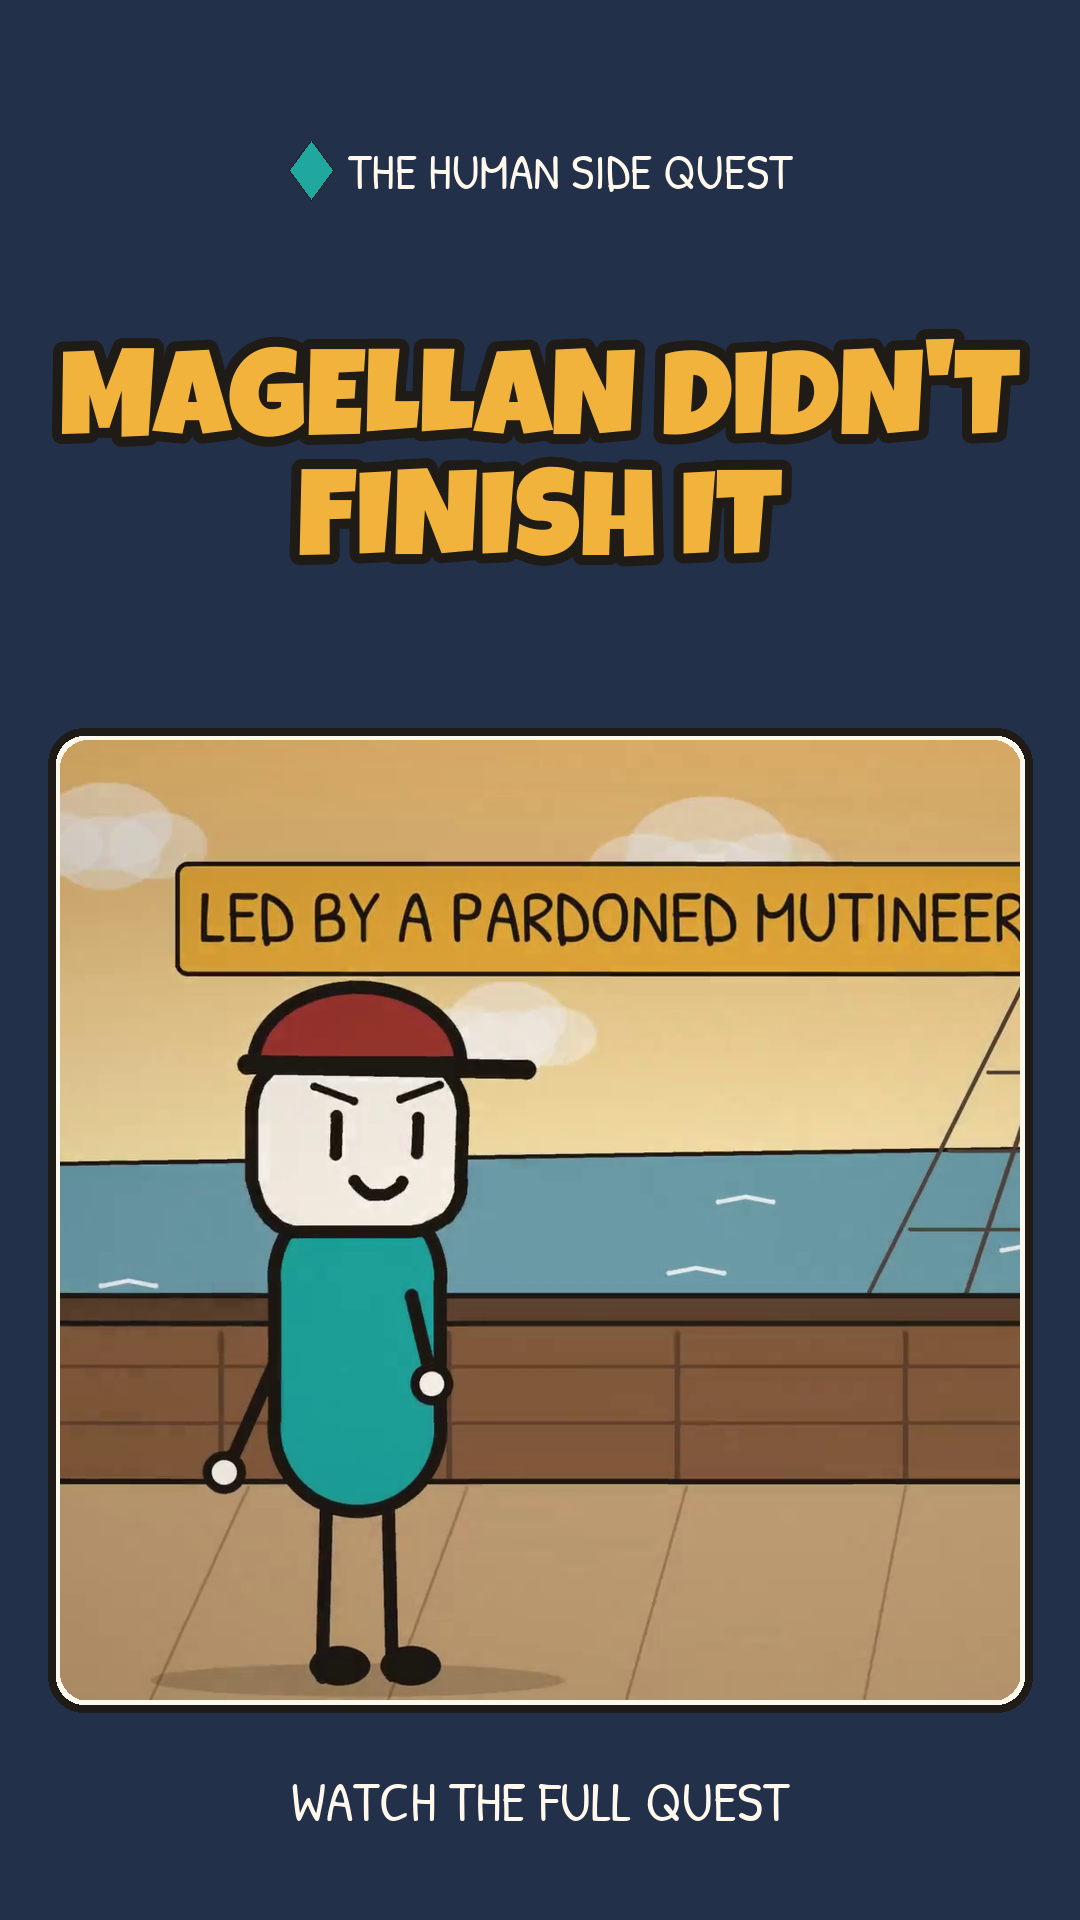 THE HUMAN SIDE QUEST
MAGELLAN DIDN'T
FINISH IT
LED BY A PARDONED MUTINEER
WATCH THE FULL QUEST